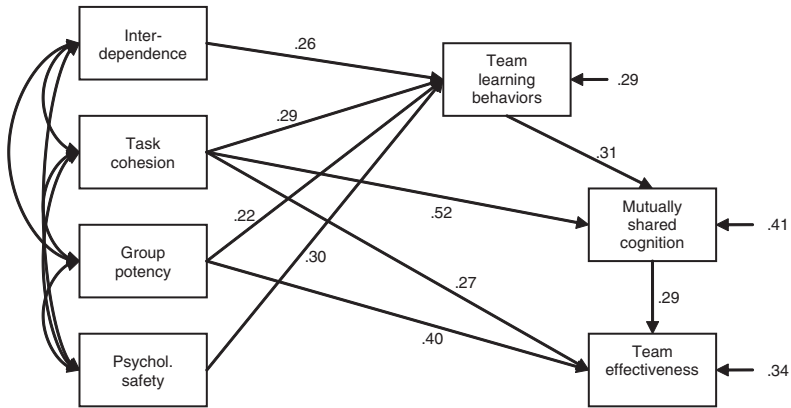 Inter-
dependence
.26
Team
learning
behaviors
.29
Task
cohesion
.29
.31
.52
Mutually
shared
cognition
.41
Group
potency
.22
.30
.27
.29
.40
Psychol.
safety
Team
effectiveness
.34